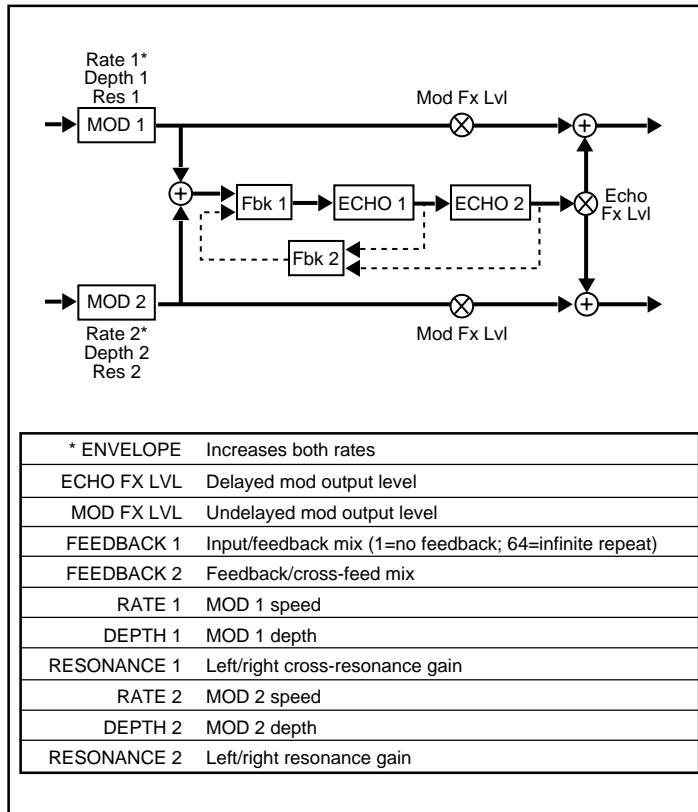 Rate 1*
Depth 1
Res 1
MOD 1
Mod Fx Lvl
Fbk 1
ECHO 1
ECHO 2
Echo
Fx Lvl
Fbk 2
MOD 2
Mod Fx Lvl
Rate 2*
Depth 2
Res 2
* ENVELOPE Increases both rates
ECHO FX LVL Delayed mod output level
MOD FX LVL Undelayed mod output level
FEEDBACK 1 Input/feedback mix (1=no feedback; 64=infinite repeat)
FEEDBACK 2 Feedback/cross-feed mix
RATE 1 MOD 1 speed
DEPTH 1 MOD 1 depth
RESONANCE 1 Left/right cross-resonance gain
RATE 2 MOD 2 speed
DEPTH 2 MOD 2 depth
RESONANCE 2 Left/right resonance gain